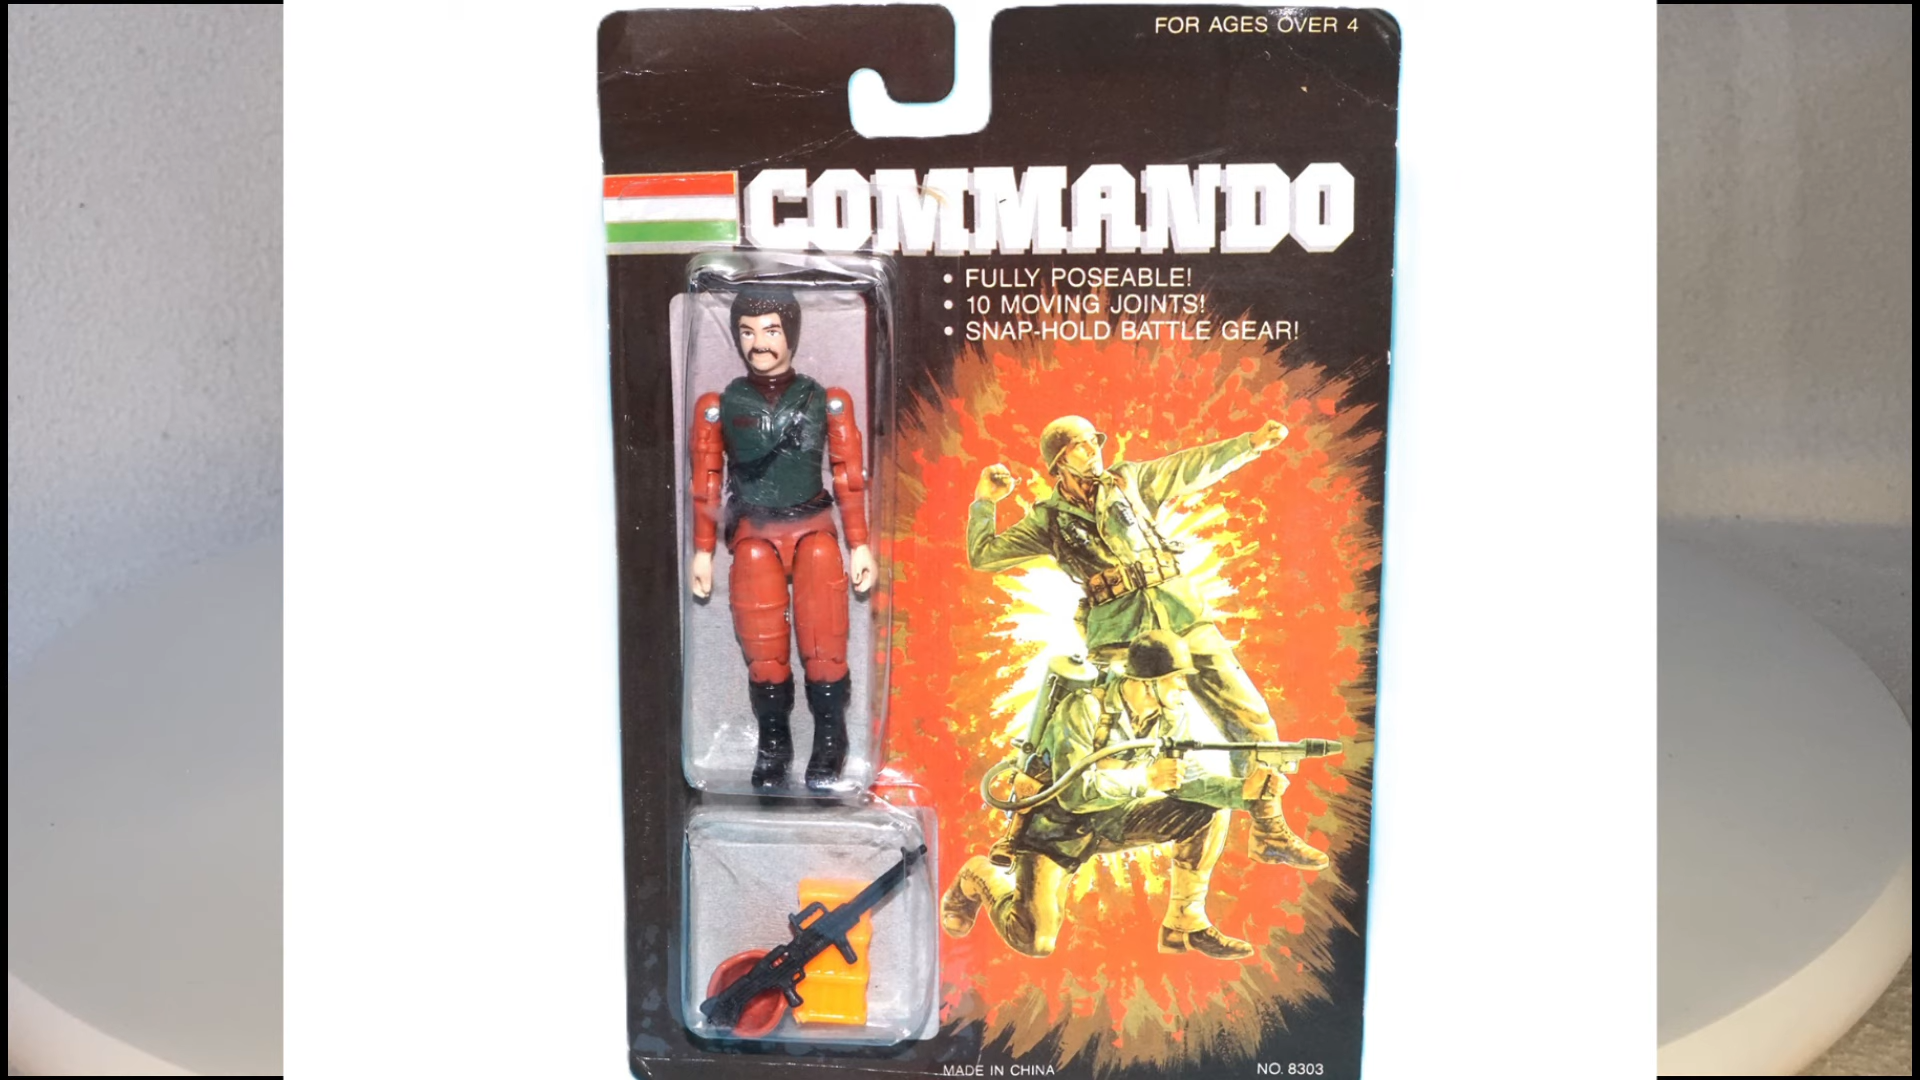 FOR AGES OVER 4
COMMANDO
• FULLY POSEABLE!
• 10 MOVING JOINTS!
• SNAP-HOLD BATTLE GEAR!
MADE IN CHINA
NO. 8303